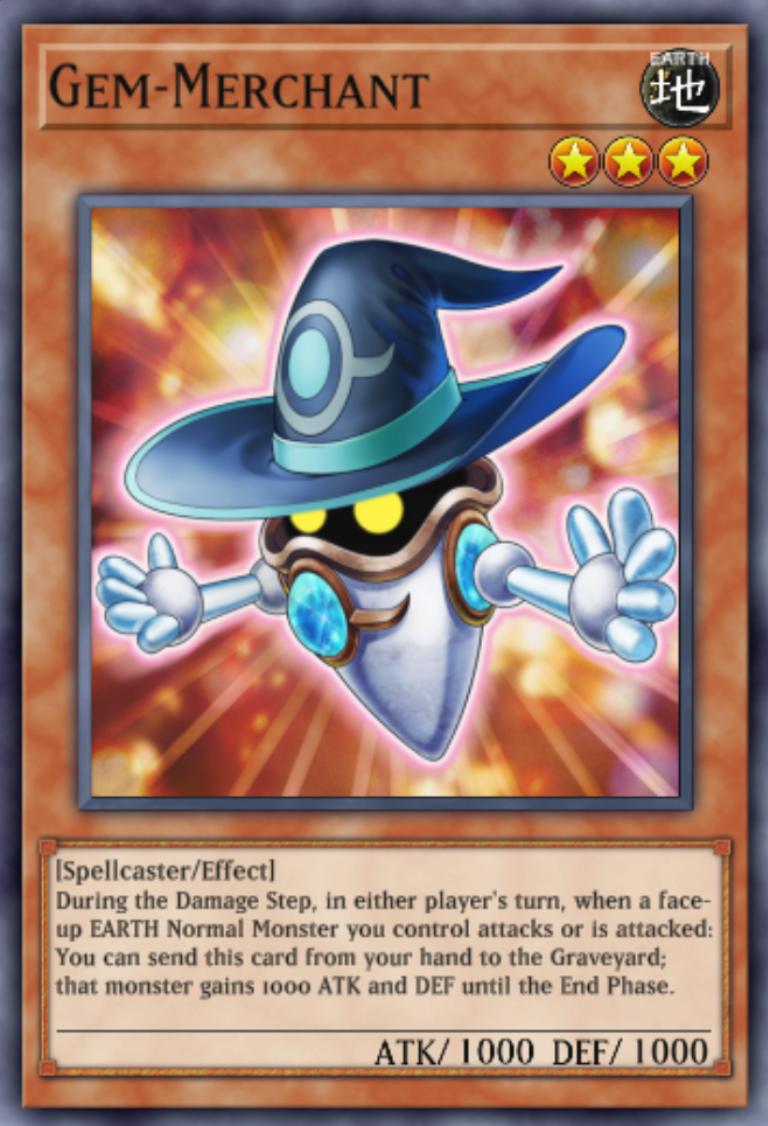 Gem-Merchant
EARTH
地
[Spellcaster/Effect]
During the Damage Step, in either player's turn, when a face-
up EARTH Normal Monster you control attacks or is attacked:
You can send this card from your hand to the Graveyard;
that monster gains 1000 ATK and DEF until the End Phase.
ATK/ 1000 DEF/ 1000